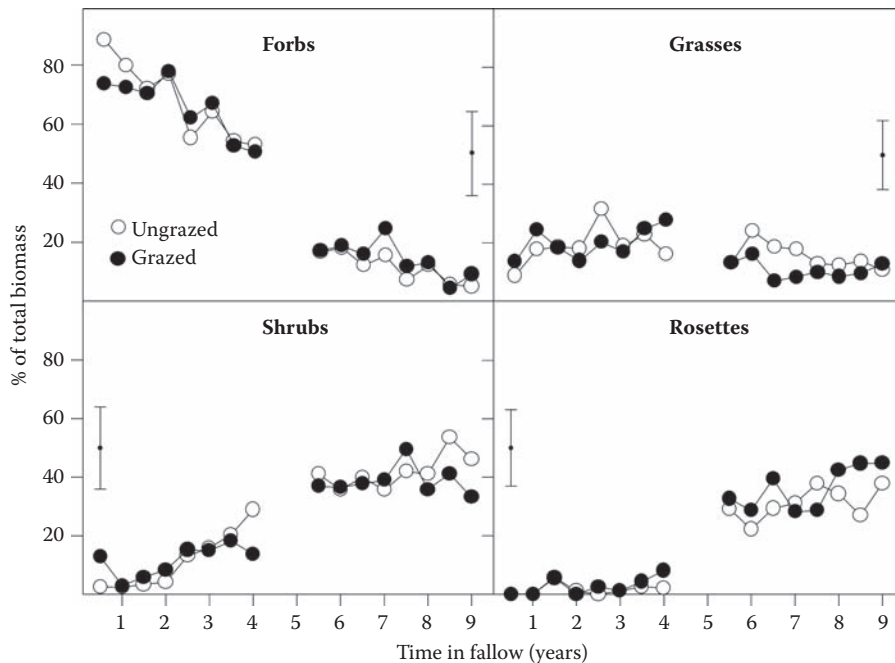 Forbs
Grasses
80
60
40
20
Ungrazed
Grazed
% of total biomass
Shrubs
Rosettes
80
60
40
20
1 2 3 4 5 6 7 8 9
1 2 3 4 5 6 7 8 9
Time in fallow (years)